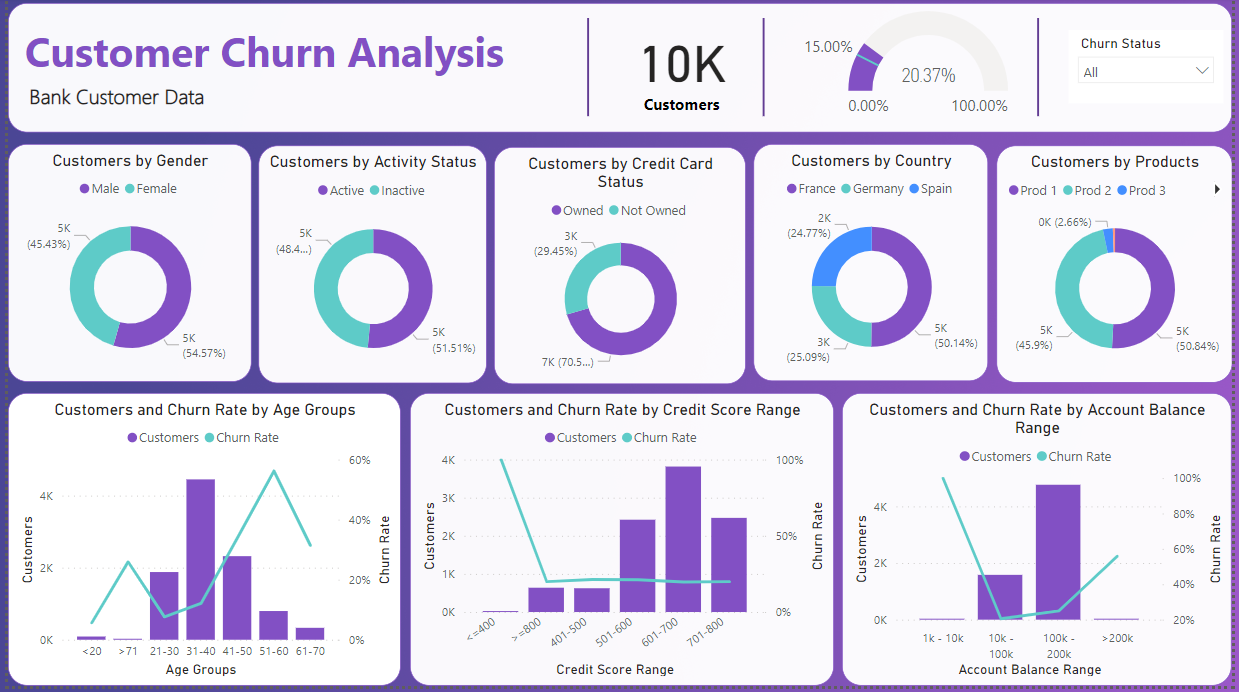 Customer Churn Analysis
Bank Customer Data
10K
Customers
15.00%
20.37%
0.00%
100.00%
Churn Status
All
Customers by Gender
Male Female
5K
(45.43%)
5K
(54.57%)
Customers by Activity Status
Active Inactive
5K
(48.4...)
5K
(51.51%)
Customers by Credit Card
Status
Owned Not Owned
3K
(29.45%)
7K (70.5...)
Customers by Country
France Germany Spain
2K
(24.77%)
3K
(25.09%)
5K
(50.14%)
Customers by Products
Prod 1 Prod 2 Prod 3
0K (2.66%)
5K
(45.9%)
5K
(50.84%)
Customers and Churn Rate by Age Groups
Customers Churn Rate
Customers
4K
2K
0K
60%
40%
20%
0%
Churn Rate
<20 >71 21-30 31-40 41-50 51-60 61-70
Age Groups
Customers and Churn Rate by Credit Score Range
Customers Churn Rate
Customers
4K
3K
2K
1K
0K
100%
50%
0%
Churn Rate
<=400 >=800 401-500 501-600 601-700 701-800
Credit Score Range
Customers and Churn Rate by Account Balance
Range
Customers Churn Rate
Customers
4K
2K
0K
100%
80%
60%
40%
20%
Churn Rate
1k - 10k
10k -
100k
100k -
200k
>200k
Account Balance Range